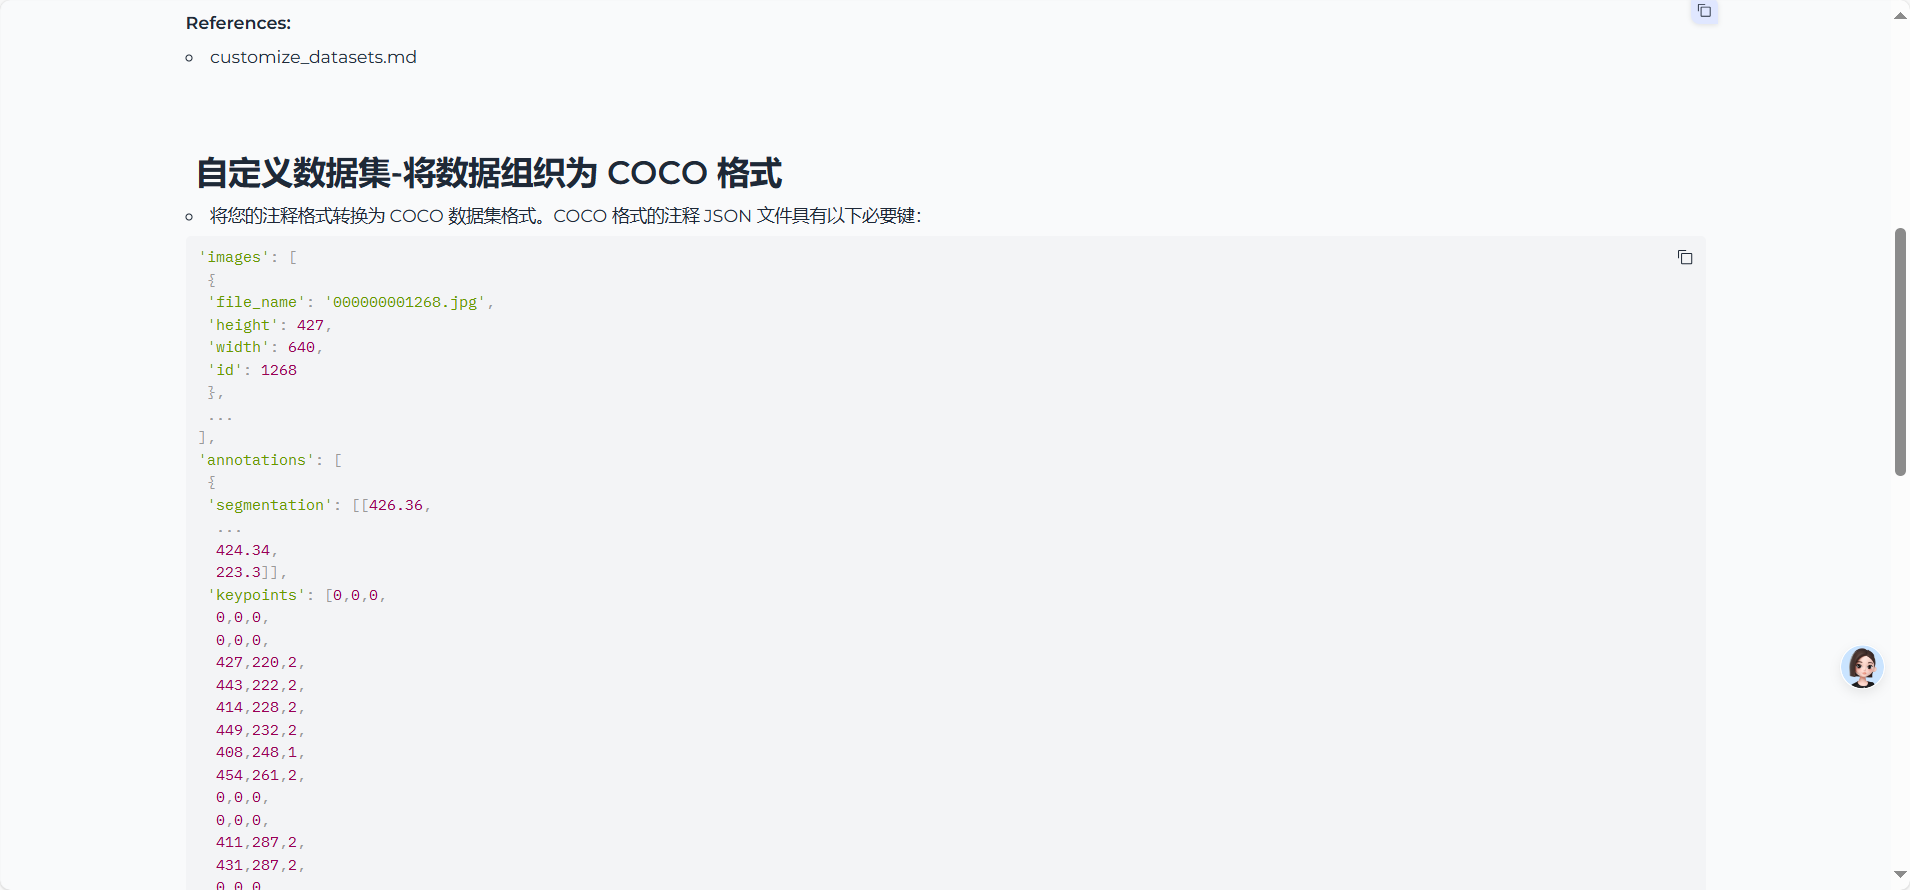 References:
customize_datasets.md
自定义数据集-将数据组织为 COCO 格式
将您的注释格式转换为 COCO 数据集格式。COCO 格式的注释 JSON 文件具有以下必要键：
'images': [
{
'file_name': '000000001268.jpg',
'height': 427,
'width': 640,
'id': 1268
},
...
],
'annotations': [
{
'segmentation': [[426.36,
...
424.34,
223.3]],
'keypoints': [0,0,0,
0,0,0,
0,0,0,
427,220,2,
443,222,2,
414,228,2,
449,232,2,
408,248,1,
454,261,2,
0,0,0,
0,0,0,
411,287,2,
431,287,2,
0,0,0